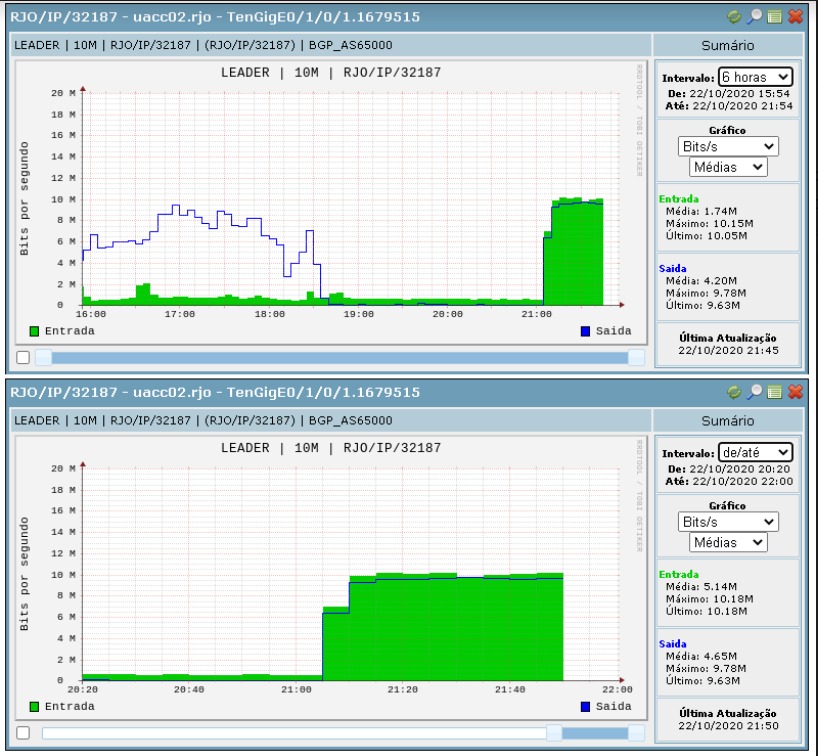 RJO/IP/32187 - uacc02.rjo - TenGigE0/1/0/1.1679515
LEADER | 10M | RJO/IP/32187 | (RJO/IP/32187) | BGP_AS65000
Sumário
LEADER | 10M | RJO/IP/32187
RRDTOOL / TOBI OETIKER
Bits por segundo
20 M
18 M
16 M
14 M
12 M
10 M
8 M
6 M
4 M
2 M
0
16:00 17:00 18:00 19:00 20:00 21:00
Entrada Saida
Intervalo: 6 horas
De: 22/10/2020 15:54
Até: 22/10/2020 21:54
Gráfico
Bits/s
Médias
Entrada
Média: 1.74M
Máximo: 10.15M
Último: 10.05M
Saida
Média: 4.20M
Máximo: 9.78M
Último: 9.63M
Última Atualização
22/10/2020 21:45
RJO/IP/32187 - uacc02.rjo - TenGigE0/1/0/1.1679515
LEADER | 10M | RJO/IP/32187 | (RJO/IP/32187) | BGP_AS65000
Sumário
LEADER | 10M | RJO/IP/32187
RRDTOOL / TOBI OETIKER
Bits por segundo
20 M
18 M
16 M
14 M
12 M
10 M
8 M
6 M
4 M
2 M
0
20:20 20:40 21:00 21:20 21:40 22:00
Entrada Saida
Intervalo: de/até
De: 22/10/2020 20:20
Até: 22/10/2020 22:00
Gráfico
Bits/s
Médias
Entrada
Média: 5.14M
Máximo: 10.18M
Último: 10.18M
Saida
Média: 4.65M
Máximo: 9.78M
Último: 9.63M
Última Atualização
22/10/2020 21:50